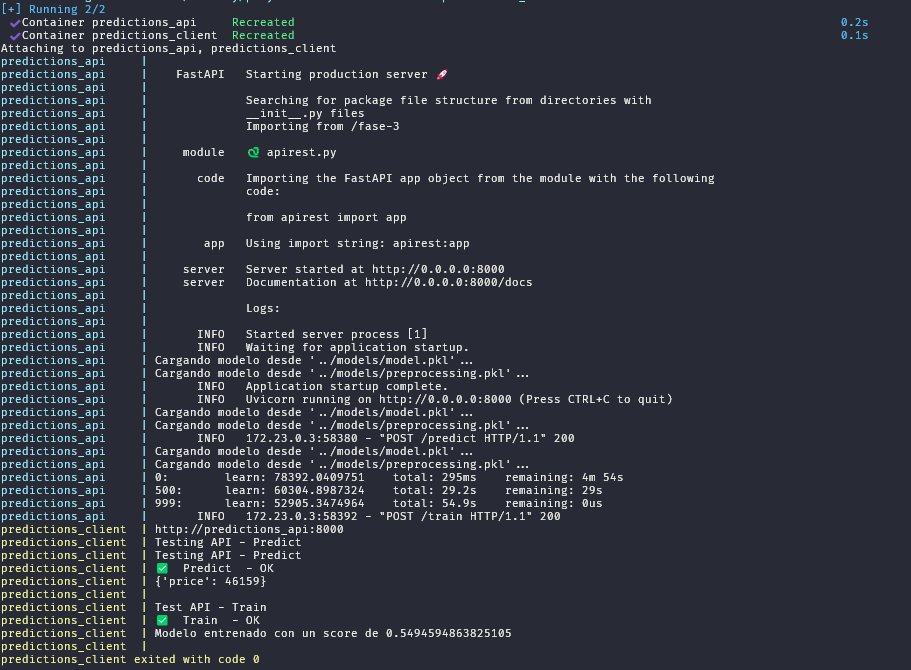 [+] Running 2/2
✔Container predictions_api     Recreated     0.2s
✔Container predictions_client  Recreated     0.1s
Attaching to predictions_api, predictions_client
predictions_api     |
predictions_api     |    FastAPI   Starting production server 🚀
predictions_api     |
predictions_api     |              Searching for package file structure from directories with
predictions_api     |              __init__.py files
predictions_api     |              Importing from /fase-3
predictions_api     |
predictions_api     |     module   🐍 apirest.py
predictions_api     |
predictions_api     |       code   Importing the FastAPI app object from the module with the following
predictions_api     |              code:
predictions_api     |
predictions_api     |              from apirest import app
predictions_api     |
predictions_api     |        app   Using import string: apirest:app
predictions_api     |
predictions_api     |     server   Server started at http://0.0.0.0:8000
predictions_api     |     server   Documentation at http://0.0.0.0:8000/docs
predictions_api     |
predictions_api     |              Logs:
predictions_api     |
predictions_api     |       INFO   Started server process [1]
predictions_api     |       INFO   Waiting for application startup.
predictions_api     | Cargando modelo desde '../models/model.pkl'...
predictions_api     | Cargando modelo desde '../models/preprocessing.pkl'...
predictions_api     |       INFO   Application startup complete.
predictions_api     |       INFO   Uvicorn running on http://0.0.0.0:8000 (Press CTRL+C to quit)
predictions_api     | Cargando modelo desde '../models/model.pkl'...
predictions_api     | Cargando modelo desde '../models/preprocessing.pkl'...
predictions_api     |       INFO   172.23.0.3:58380 - "POST /predict HTTP/1.1" 200
predictions_api     | Cargando modelo desde '../models/model.pkl'...
predictions_api     | Cargando modelo desde '../models/preprocessing.pkl'...
predictions_api     | 0:        learn: 78392.0409751    total: 295ms    remaining: 4m 54s
predictions_api     | 500:      learn: 60304.8987324    total: 29.2s    remaining: 29s
predictions_api     | 999:      learn: 52905.3474964    total: 54.9s    remaining: 0us
predictions_api     |       INFO   172.23.0.3:58392 - "POST /train HTTP/1.1" 200
predictions_client  | http://predictions_api:8000
predictions_client  | Testing API - Predict
predictions_client  | Testing API - Predict
predictions_client  | ✅  Predict  - OK
predictions_client  | {'price': 46159}
predictions_client  |
predictions_client  | Test API - Train
predictions_client  | ✅  Train  - OK
predictions_client  | Modelo entrenado con un score de 0.5494594863825105
predictions_client  |
predictions_client exited with code 0